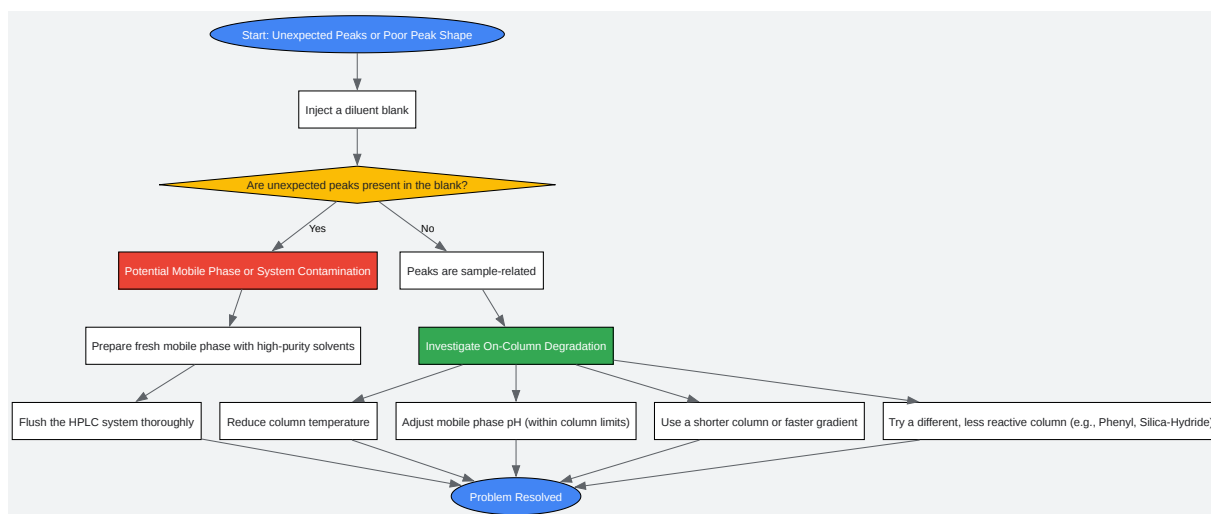 Start: Unexpected Peaks or Poor Peak Shape
Inject a diluent blank
Are unexpected peaks present in the blank?
Yes
No
Potential Mobile Phase or System Contamination
Peaks are sample-related
Prepare fresh mobile phase with high-purity solvents
Investigate On-Column Degradation
Flush the HPLC system thoroughly
Reduce column temperature
Adjust mobile phase pH (within column limits)
Use a shorter column or faster gradient
Try a different, less reactive column (e.g., Phenyl, Silica-Hydride)
Problem Resolved